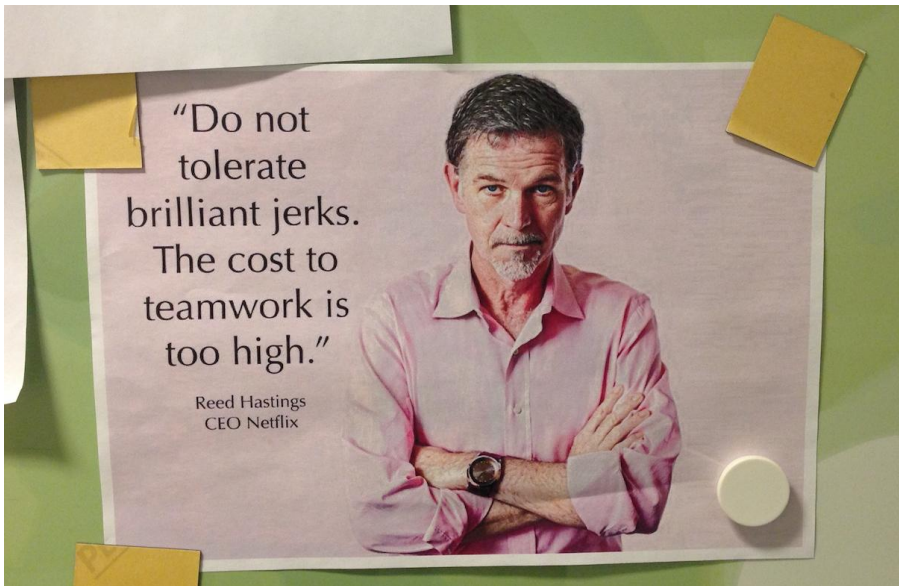 “Do not
tolerate
brilliant jerks.
The cost to
teamwork is
too high.”
Reed Hastings
CEO Netflix